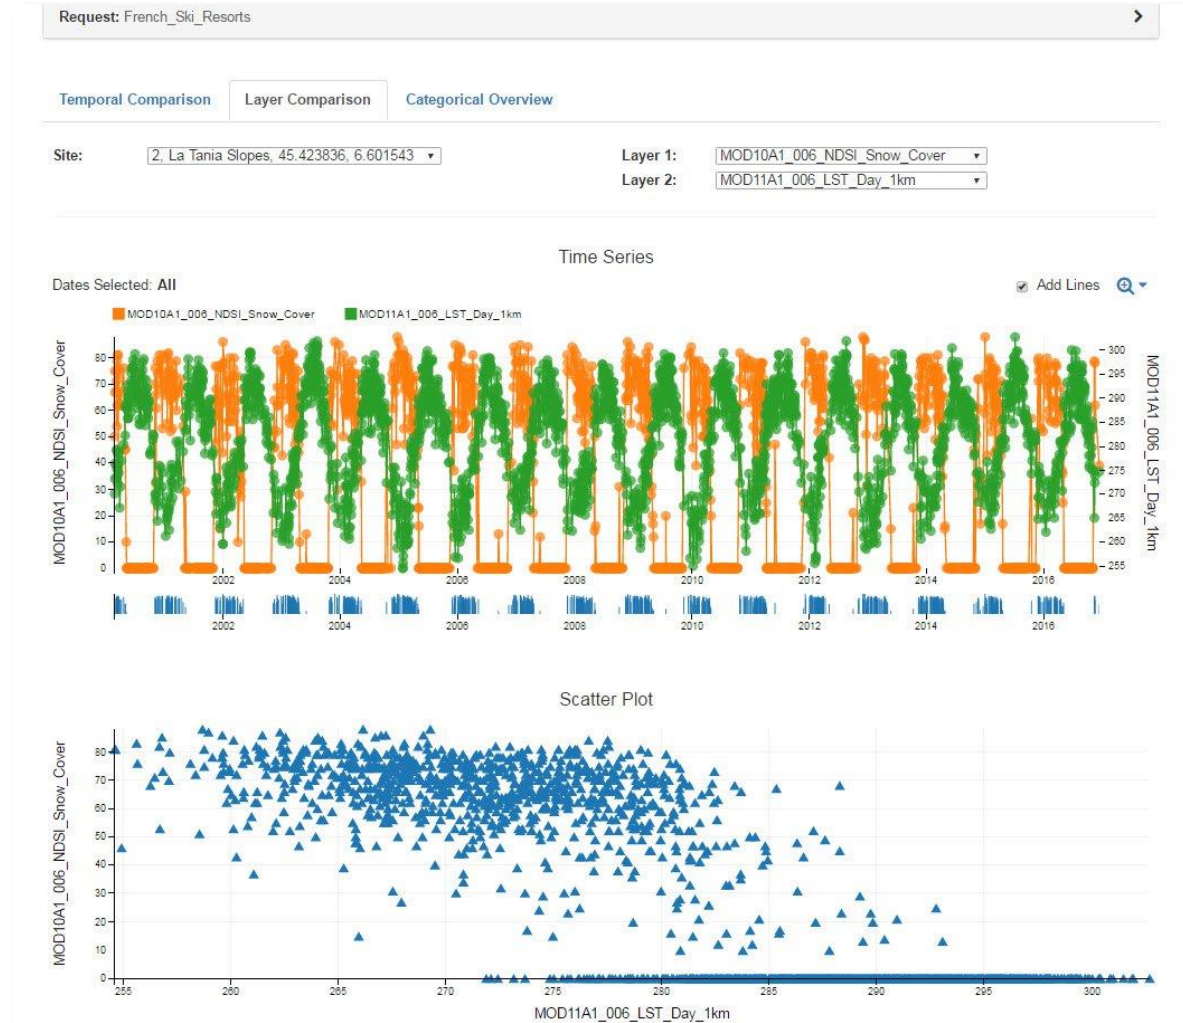 Request: French_Ski_Resorts
Temporal Comparison Layer Comparison Categorical Overview
Site: 2, La Tania Slopes, 45.423836, 6.601543 Layer 1: MOD10A1_006_NDSI_Snow_Cover
Layer 2: MOD11A1_006_LST_Day_1km
Time Series
Dates Selected: All Add Lines
MOD10A1_006_NDSI_Snow_Cover MOD11A1_006_LST_Day_1km
MOD10A1_006_NDSI_Snow_Cover
80
70
60
50
40
30
20
10
0
300
295
290
285
280
275
270
265
260
255
MOD11A1_006_LST_Day_1km
2002 2004 2006 2008 2010 2012 2014 2016
2002 2004 2006 2008 2010 2012 2014 2016
Scatter Plot
MOD10A1_006_NDSI_Snow_Cover
80
70
60
50
40
30
20
10
0
255 260 265 270 275 280 285 290 295 300
MOD11A1_006_LST_Day_1km